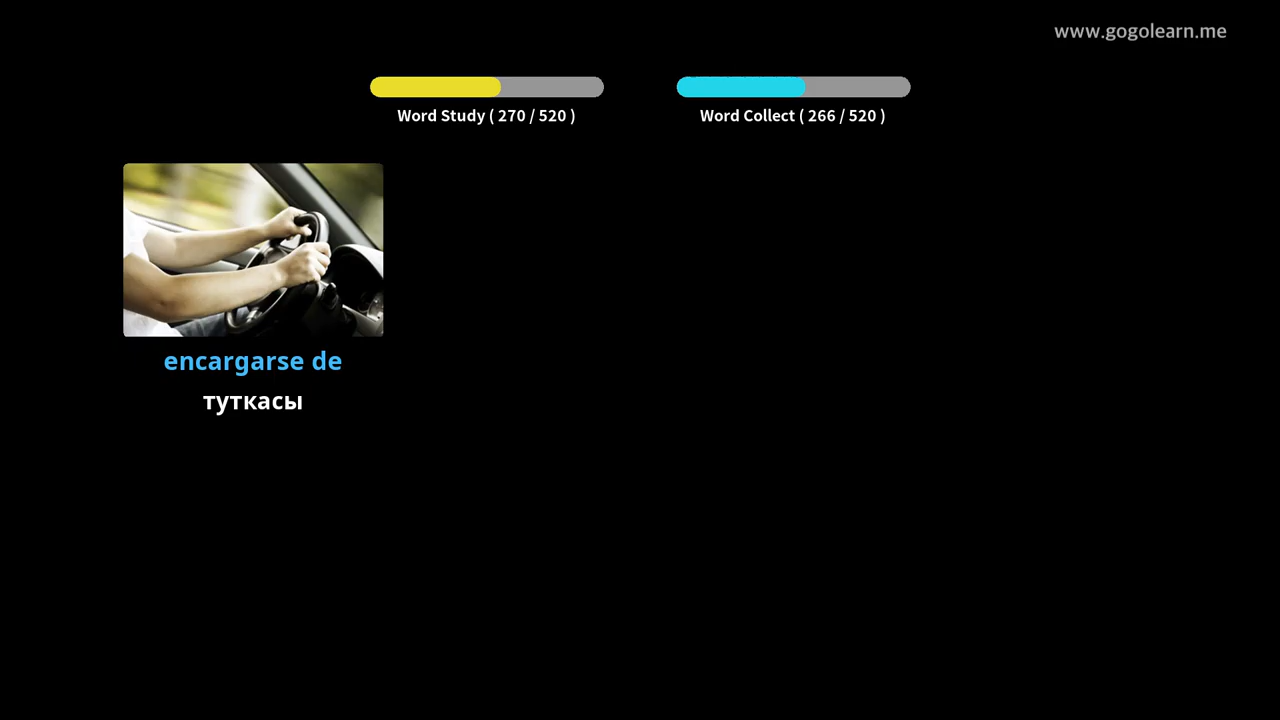 www.gogolearn.me
Word Study ( 270 / 520 )
Word Collect ( 266 / 520 )
encargarse de
туткасы